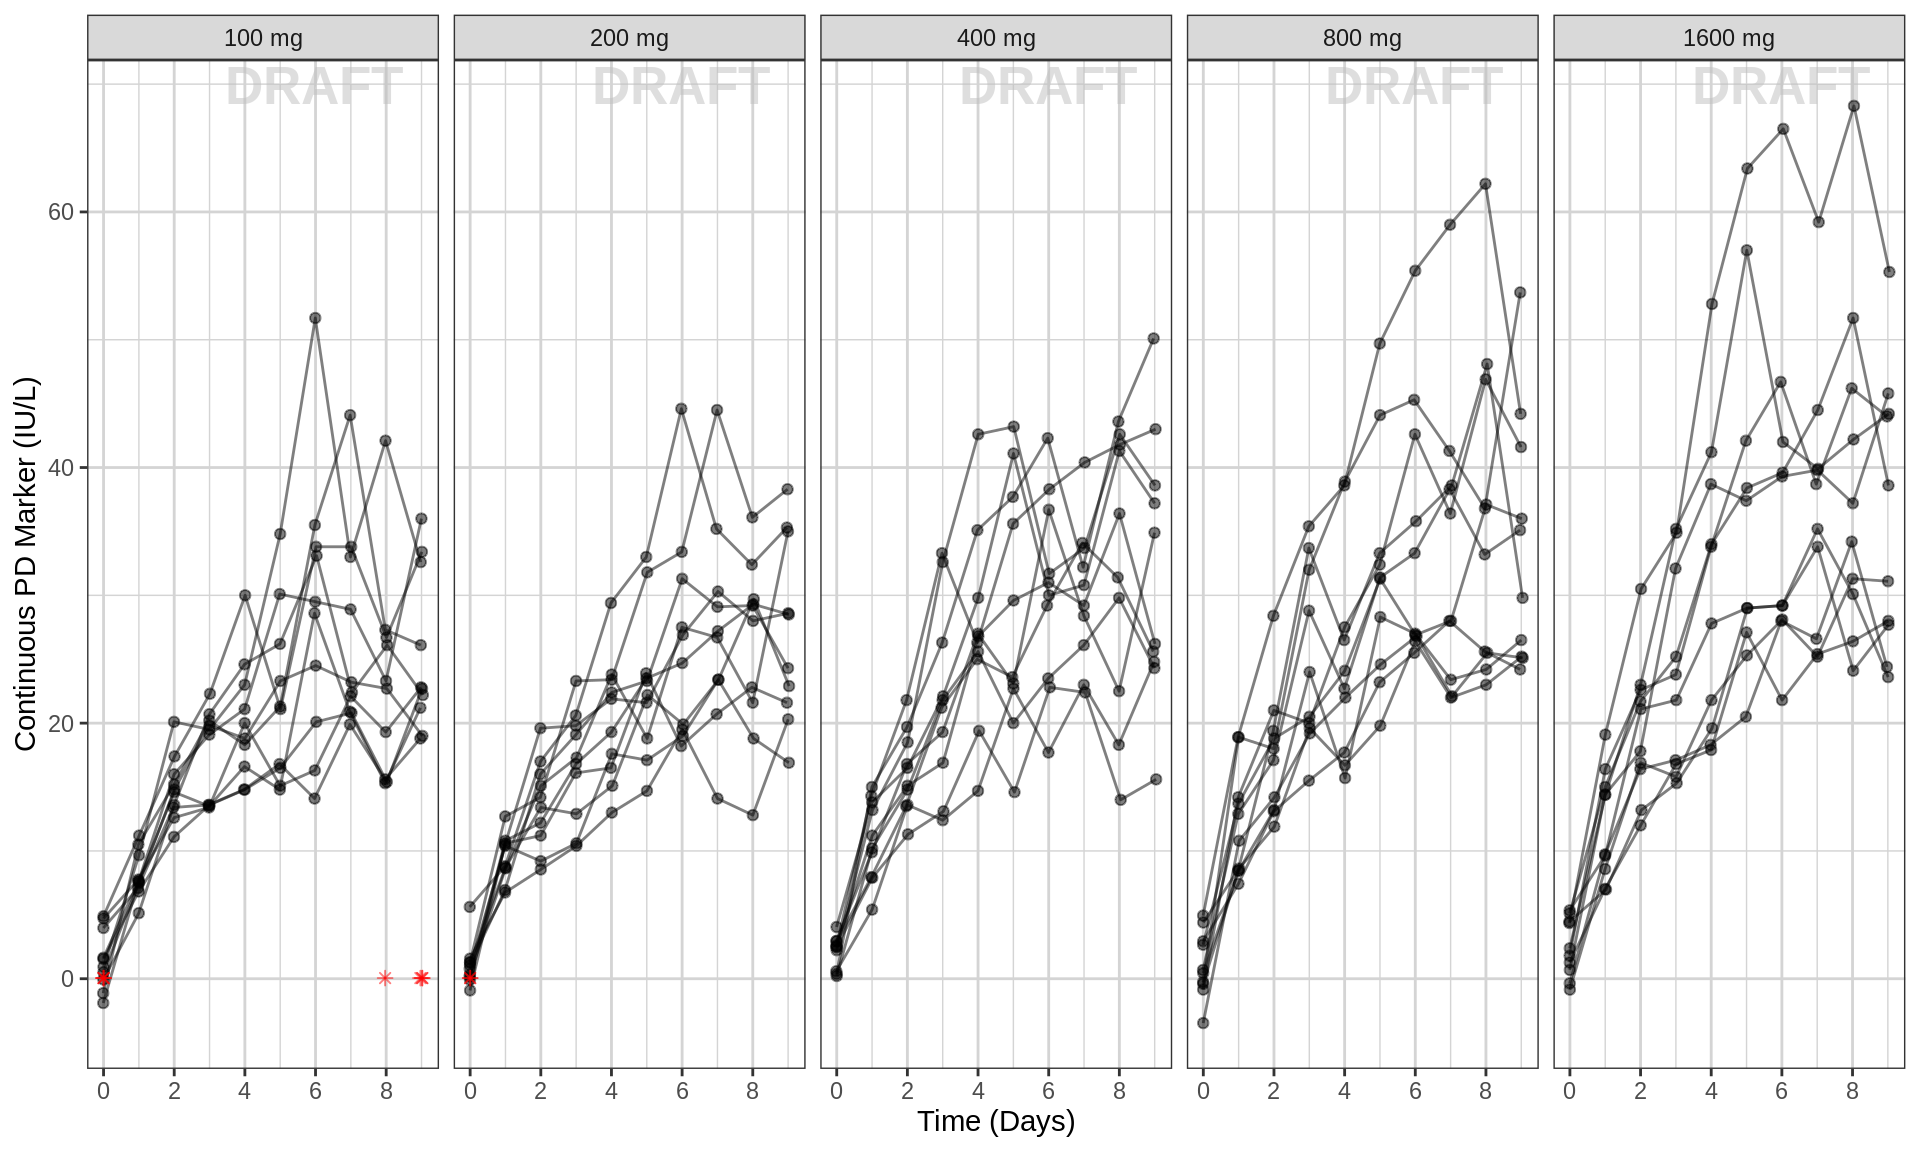 100 mg 200 mg 400 mg 800 mg 1600 mg
DRAFT DRAFT DRAFT DRAFT DRAFT
Continuous PD Marker (IU/L)
60
40
20
0
0 2 4 6 8 0 2 4 6 8 0 2 4 6 8 0 2 4 6 8 0 2 4 6 8
Time (Days)